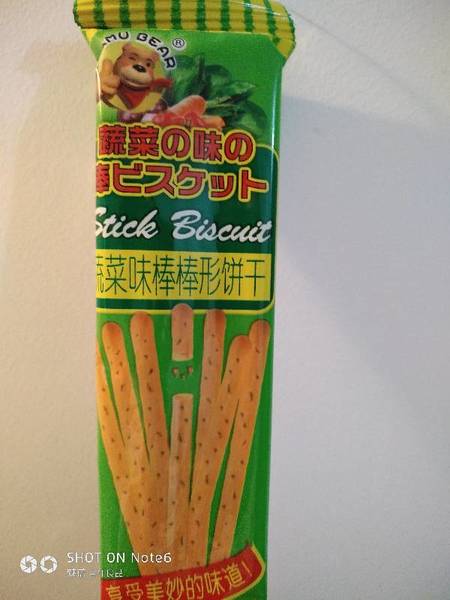 BEAR®
蔬菜の味の
棒ビスケット
Stick Biscuit
蔬菜味棒棒形饼干
享受美妙的味道!
SHOT ON Note6